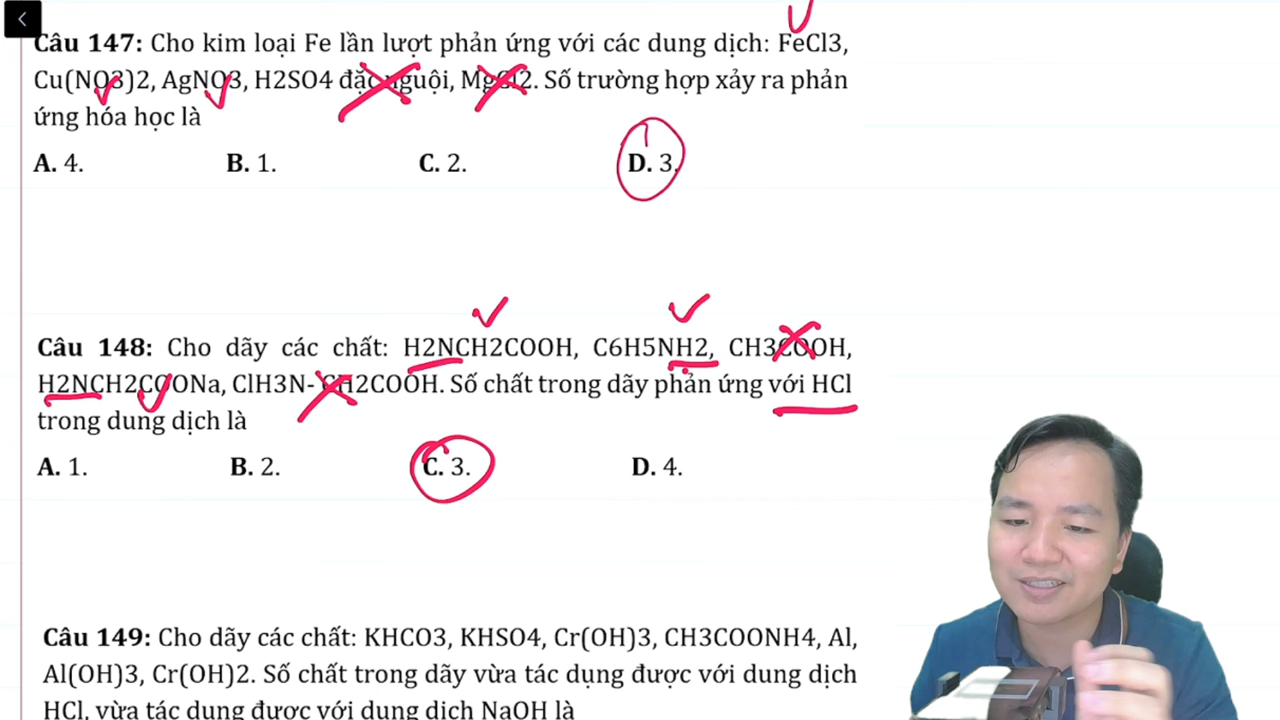 Câu 147: Cho kim loại Fe lần lượt phản ứng với các dung dịch: FeCl3,
Cu(NO3)2, AgNO3, H2SO4 đặc nguội, MgCl2. Số trường hợp xảy ra phản
ứng hóa học là
A. 4. B. 1. C. 2. D. 3.
Câu 148: Cho dãy các chất: H2NCH2COOH, C6H5NH2, CH3COOH,
H2NCH2COONa, ClH3N- CH2COOH. Số chất trong dãy phản ứng với HCl
trong dung dịch là
A. 1. B. 2. C. 3. D. 4.
Câu 149: Cho dãy các chất: KHCO3, KHSO4, Cr(OH)3, CH3COONH4, Al,
Al(OH)3, Cr(OH)2. Số chất trong dãy vừa tác dụng được với dung dịch
HCl, vừa tác dụng được với dung dịch NaOH là